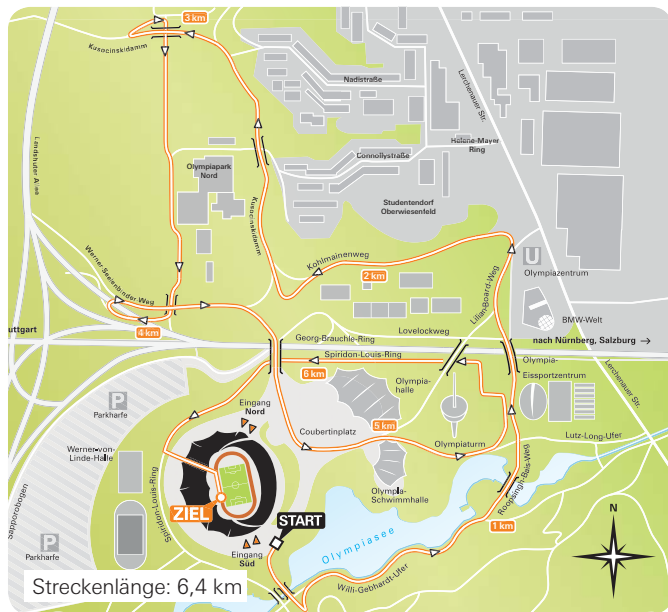 3 km
Kusocinskidamm
Nadistraße
Lerchenauer Str.
Landshuter Allee
Helene-Mayer
Ring
Connollystraße
Olympiapark
Nord
Kusocinskidamm
Studentendorf
Oberwiesenfeld
Kohlmainenweg
2 km
U
Olympiazentrum
Lilian-Board-Weg
Werner-Seelenbinder-Weg
4 km
BMW-Welt
uttgart
Georg-Brauchle-Ring
Lovelockweg
nach Nürnberg, Salzburg →
Spiridon-Louis-Ring
6 km
Olympia-
Eissportzentrum
Lerchenauer Str.
Olympia-
halle
P
Parkharfe
Eingang
Nord
5 km
Coubertinplatz
Olympiaturm
Lutz-Long-Ufer
Werner-von-
Linde-Halle
Olympia-
Schwimmhalle
Roopsingh-Bais-Weg
Sapporobogen
Spiridon-Louis-Ring
ZIEL
START
1 km
N
P
Parkharfe
Eingang
Süd
Olympiasee
Willi-Gebhardt-Ufer
Streckenlänge: 6,4 km